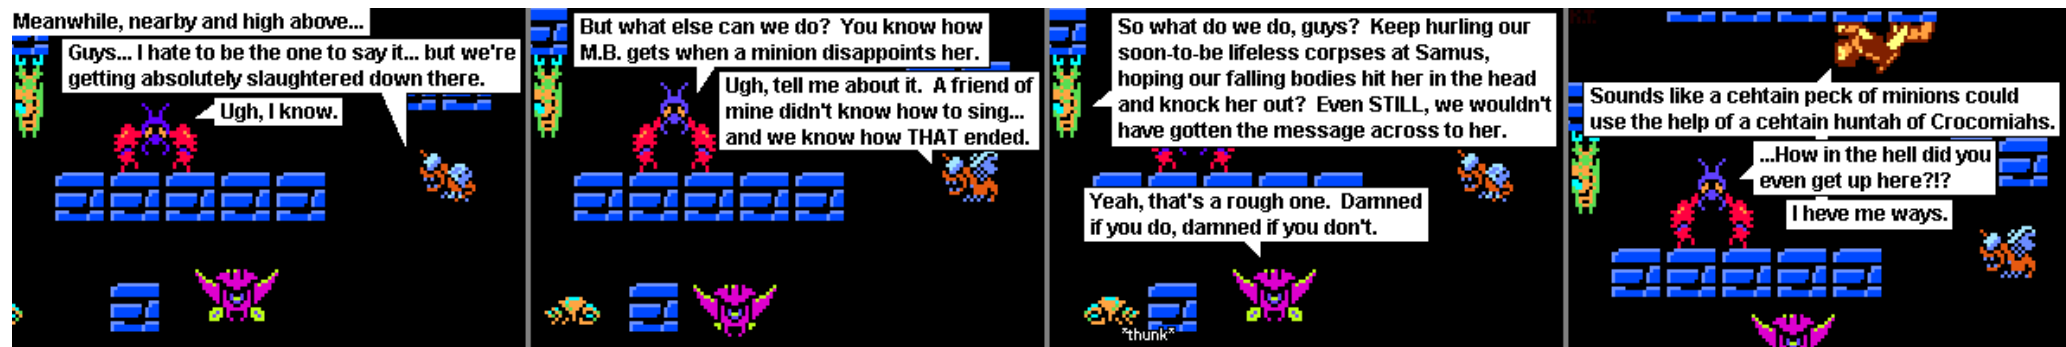 Meanwhile, nearby and high above...
Guys... I hate to be the one to say it... but we're
getting absolutely slaughtered down there.
Ugh, I know.
But what else can we do? You know how
M.B. gets when a minion disappoints her.
Ugh, tell me about it. A friend of
mine didn't know how to sing...
and we know how THAT ended.
So what do we do, guys? Keep hurling our
soon-to-be lifeless corpses at Samus,
hoping our falling bodies hit her in the head
and knock her out? Even STILL, we wouldn't
have gotten the message across to her.
Yeah, that's a rough one. Damned
if you do, damned if you don't.
*thunk*
Sounds like a cehtain peck of minions could
use the help of a cehtain huntah of Crocomiahs.
...How in the hell did you
even get up here?!?
I heve me ways.